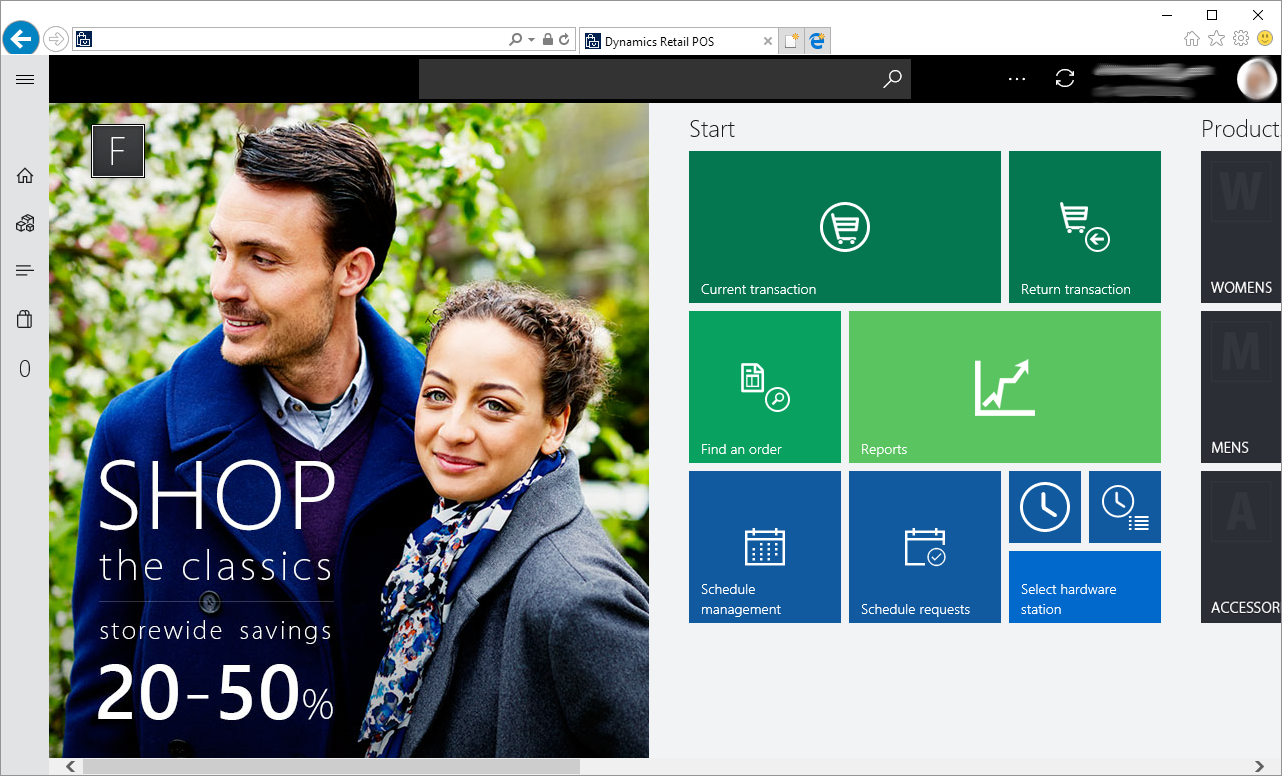 Dynamics Retail POS
F
SHOP
the classics
storewide savings
20-50%
Start
Current transaction
Return transaction
Find an order
Reports
Schedule
management
Schedule requests
Select hardware
station
0
Product
W
WOMENS
M
MENS
A
ACCESSOR